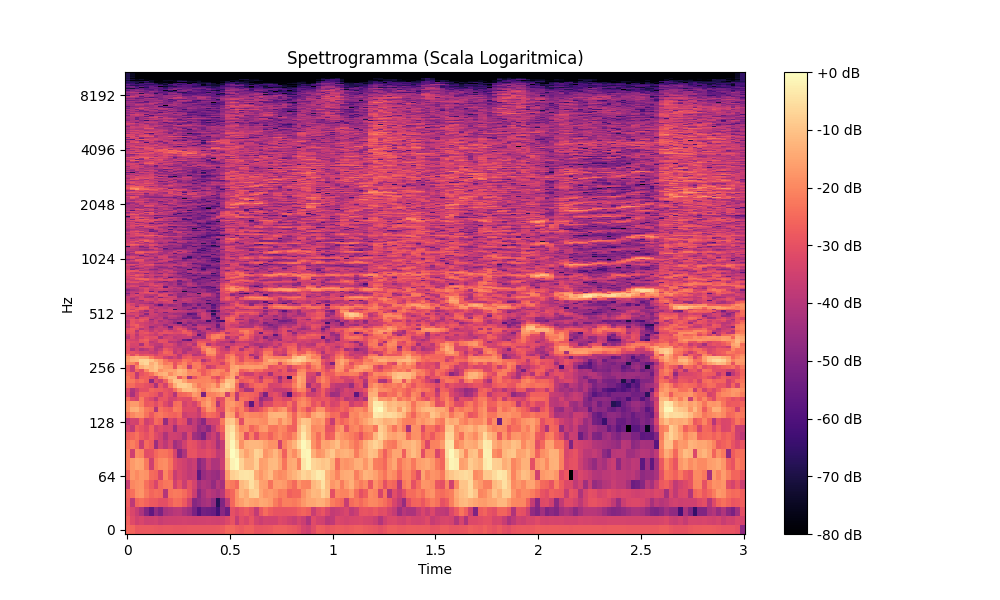 Spettrogramma (Scala Logaritmica)
Hz
8192
4096
2048
1024
512
256
128
64
0
0 0.5 1 1.5 2 2.5 3
Time
+0 dB
-10 dB
-20 dB
-30 dB
-40 dB
-50 dB
-60 dB
-70 dB
-80 dB